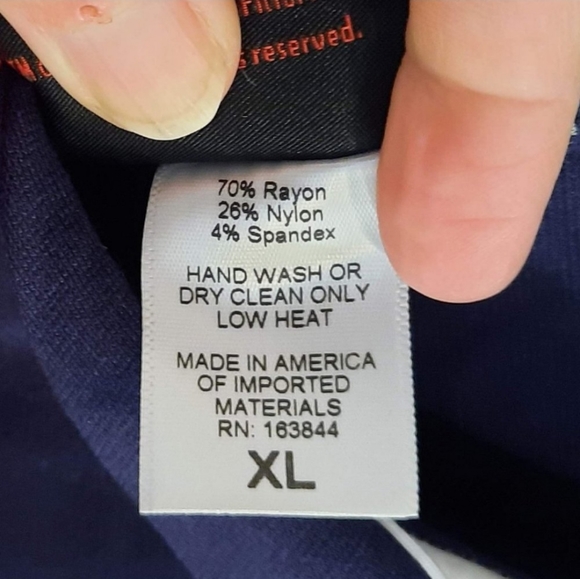 reserved.
70% Rayon
26% Nylon
4% Spandex
HAND WASH OR
DRY CLEAN ONLY
LOW HEAT
MADE IN AMERICA
OF IMPORTED
MATERIALS
RN: 163844
XL